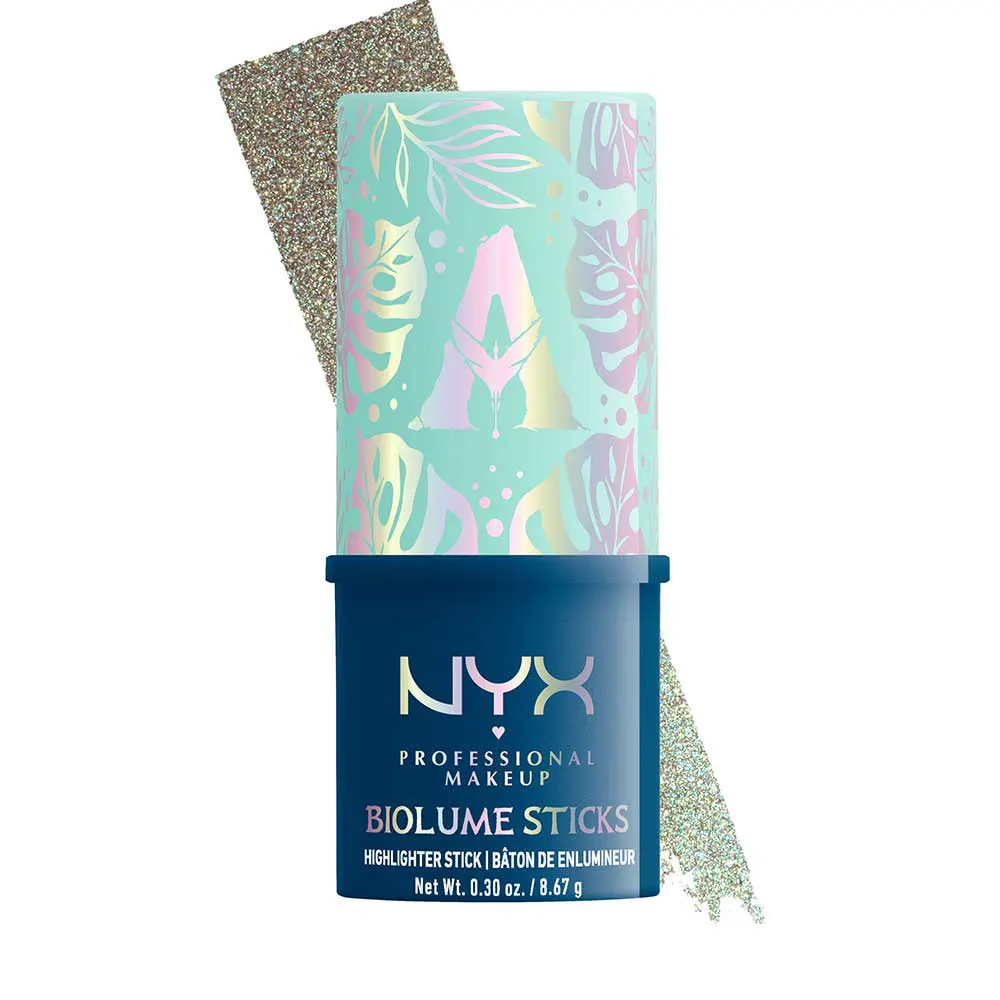 A
NYX
PROFESSIONAL
MAKEUP
BIOLUME STICKS
HIGHLIGHTER STICK | BÂTON DE ENLUMINEUR
Net Wt. 0.30 oz. / 8.67 g